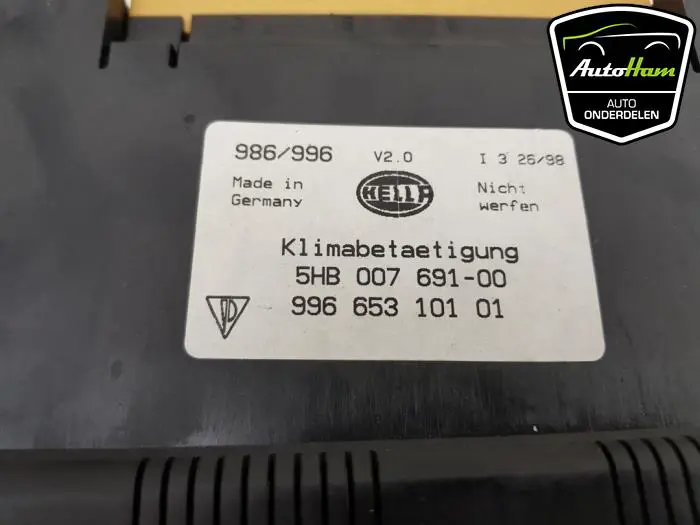 AutoHam
AUTO
ONDERDELEN
986/996 V2.0 I 3 26/98
Made in
Germany
HELLA
Nicht
werfen
Klimabetaetigung
5HB 007 691-00
996 653 101 01